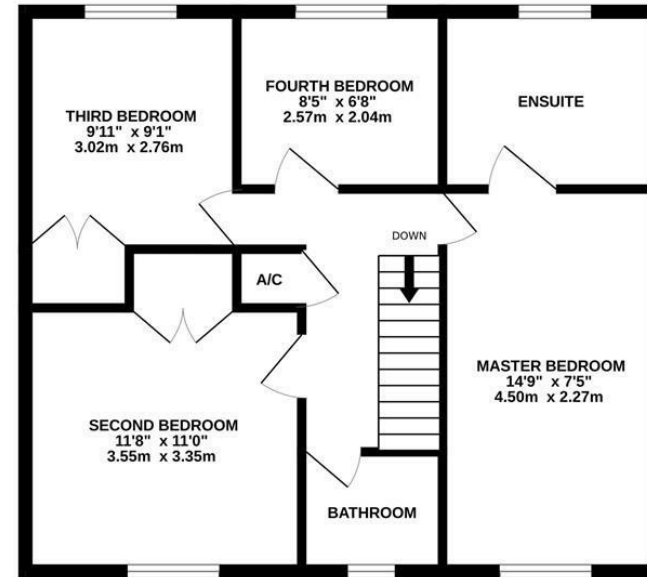 THIRD BEDROOM
9'11" x 9'1"
3.02m x 2.76m
FOURTH BEDROOM
8'5" x 6'8"
2.57m x 2.04m
ENSUITE
DOWN
A/C
MASTER BEDROOM
14'9" x 7'5"
4.50m x 2.27m
SECOND BEDROOM
11'8" x 11'0"
3.55m x 3.35m
BATHROOM